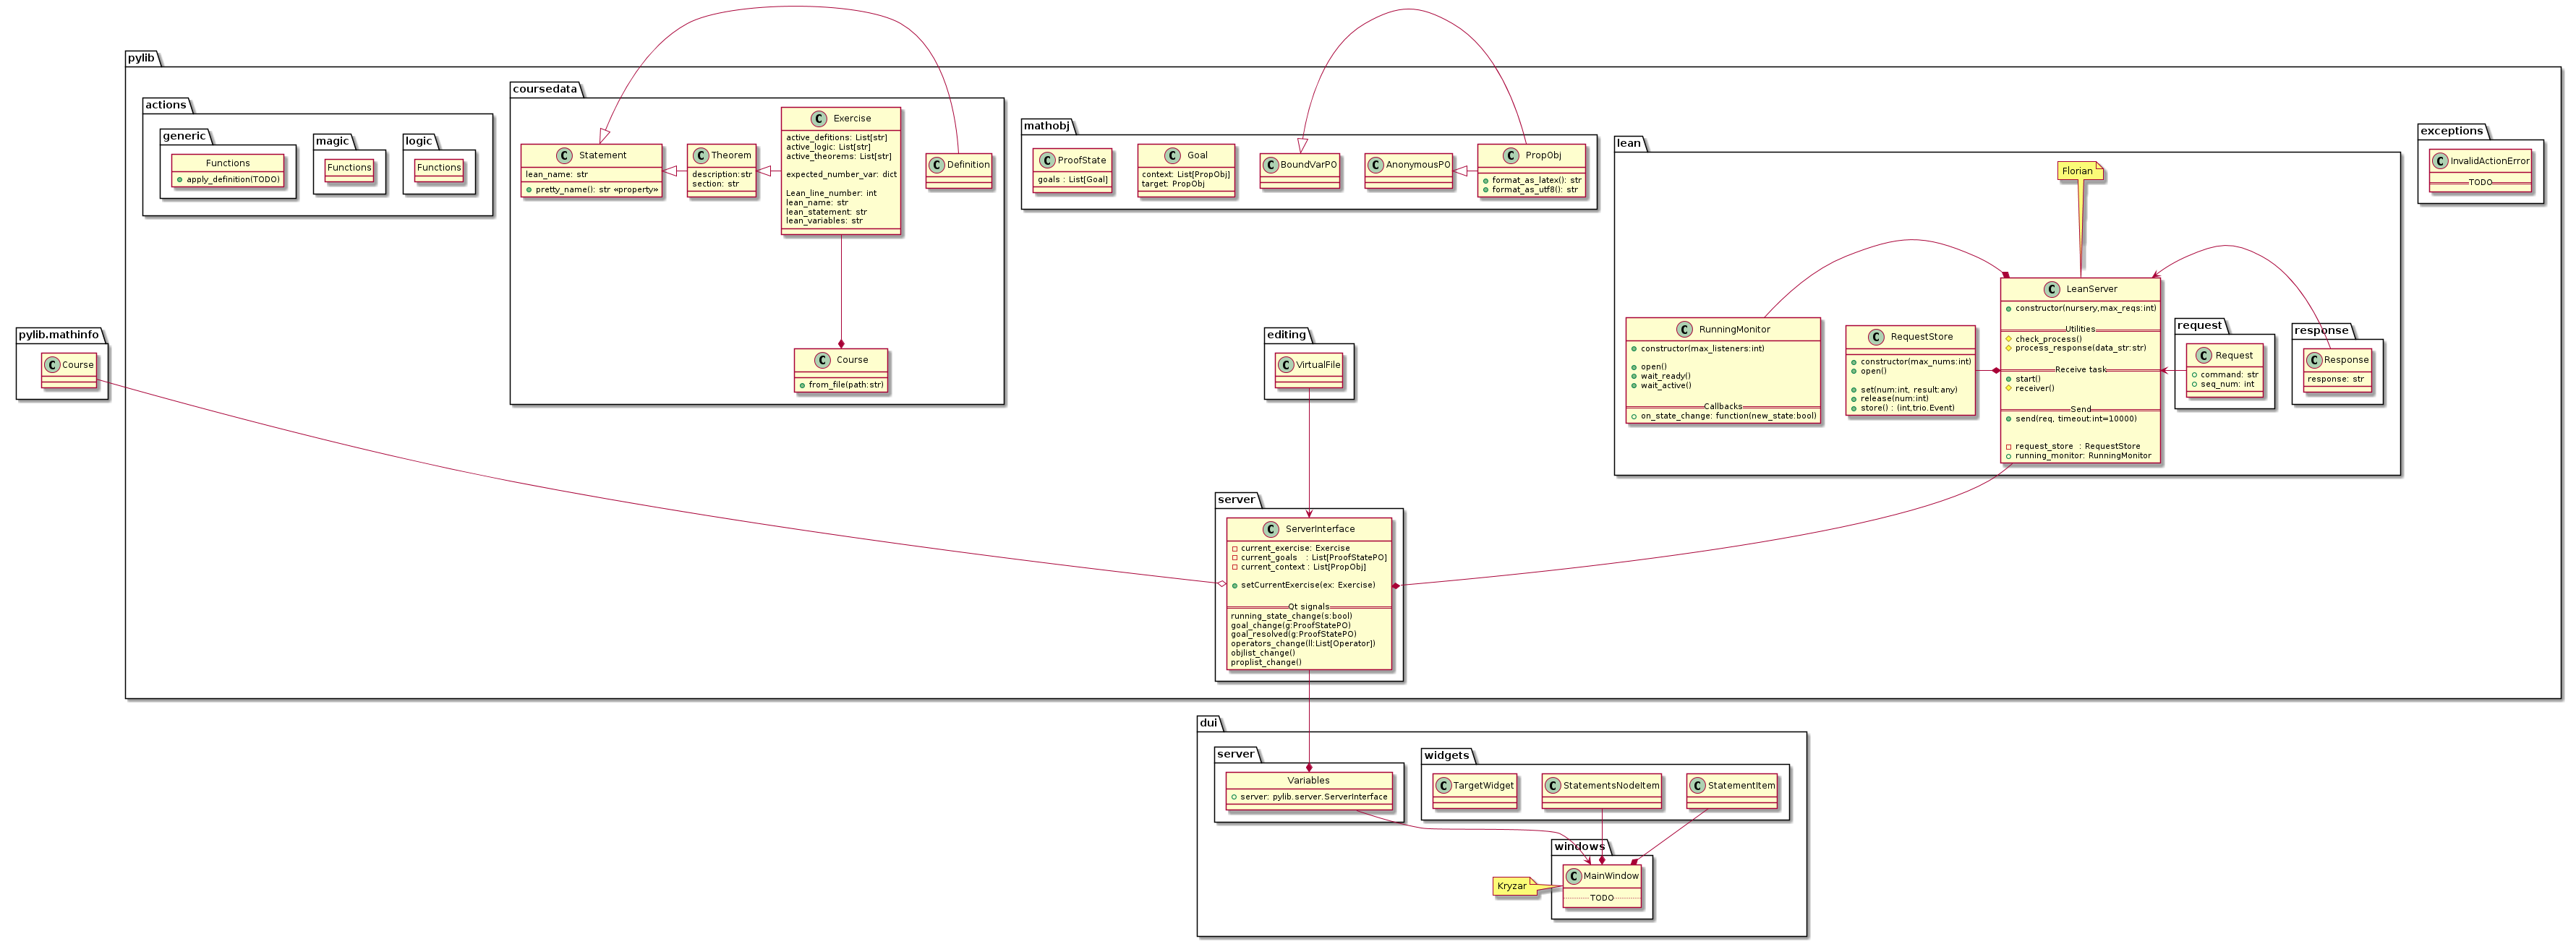 pylib
actions
generic
Functions
apply_definition(TODO)
magic
Functions
logic
Functions
coursedata
Statement
lean_name: str
pretty_name(): str «property»
Theorem
description:str
section: str
Exercise
active_defitions: List[str]
active_logic: List[str]
active_theorems: List[str]
expected_number_var: dict
Lean_line_number: int
lean_name: str
lean_statement: str
lean_variables: str
Definition
Course
from_file(path:str)
mathobj
ProofState
goals : List[Goal]
Goal
context: List[PropObj]
target: PropObj
BoundVarPO
AnonymousPO
PropObj
format_as_latex(): str
format_as_utf8(): str
lean
Florian
RunningMonitor
constructor(max_listeners:int)
open()
wait_ready()
wait_active()
Callbacks
on_state_change: function(new_state:bool)
RequestStore
constructor(max_nums:int)
open()
set(num:int, result:any)
release(num:int)
store() : (int,trio.Event)
LeanServer
constructor(nursery,max_reqs:int)
Utilities
check_process()
process_response(data_str:str)
Receive task
start()
receiver()
Send
send(req, timeout:int=10000)
request_store : RequestStore
running_monitor: RunningMonitor
request
Request
command: str
seq_num: int
response
Response
response: str
exceptions
InvalidActionError
TODO
pylib.mathinfo
Course
editing
VirtualFile
server
ServerInterface
current_exercise: Exercise
current_goals : List[ProofStatePO]
current_context : List[PropObj]
setCurrentExercise(ex: Exercise)
Qt signals
running_state_change(s:bool)
goal_change(g:ProofStatePO)
goal_resolved(g:ProofStatePO)
operators_change(ll:List[Operator])
objlist_change()
proplist_change()
dui
server
Variables
server: pylib.server.ServerInterface
widgets
TargetWidget
StatementsNodeItem
StatementItem
windows
MainWindow
TODO
Kryzar